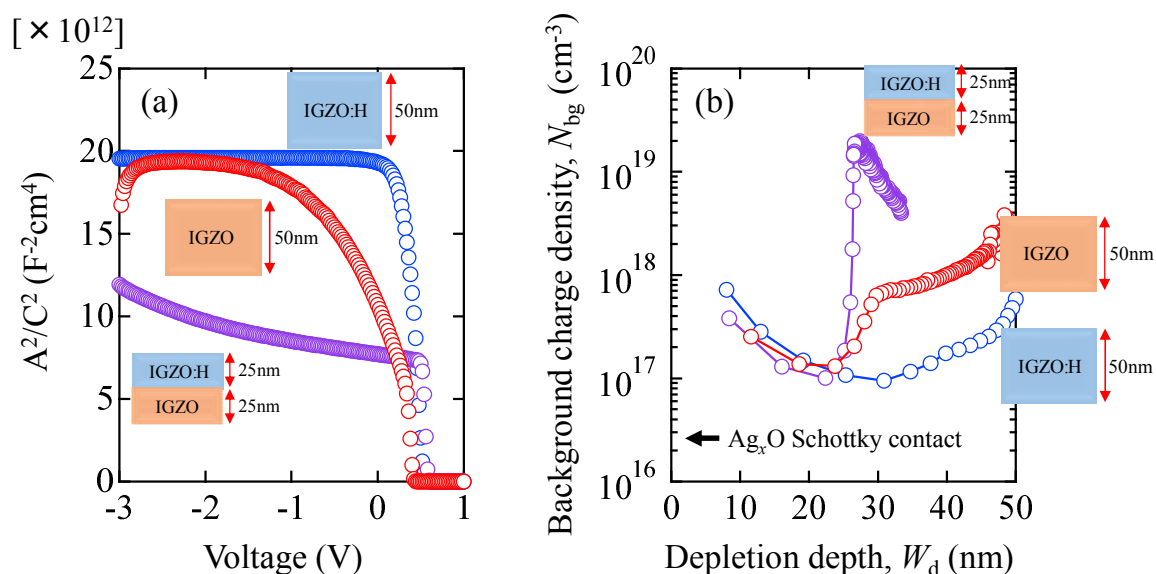 [ × 10¹²]
(a)
A²/C² (F⁻²cm⁴)
25
20
15
10
5
0
-3
-2
-1
0
1
Voltage (V)
IGZO:H
50nm
IGZO
50nm
IGZO:H
25nm
IGZO
25nm
(b)
Background charge density, N_bg (cm⁻³)
10²⁰
10¹⁹
10¹⁸
10¹⁷
10¹⁶
0
10
20
30
40
50
Depletion depth, W_d (nm)
IGZO:H
25nm
IGZO
25nm
IGZO
50nm
IGZO:H
50nm
Ag_xO Schottky contact